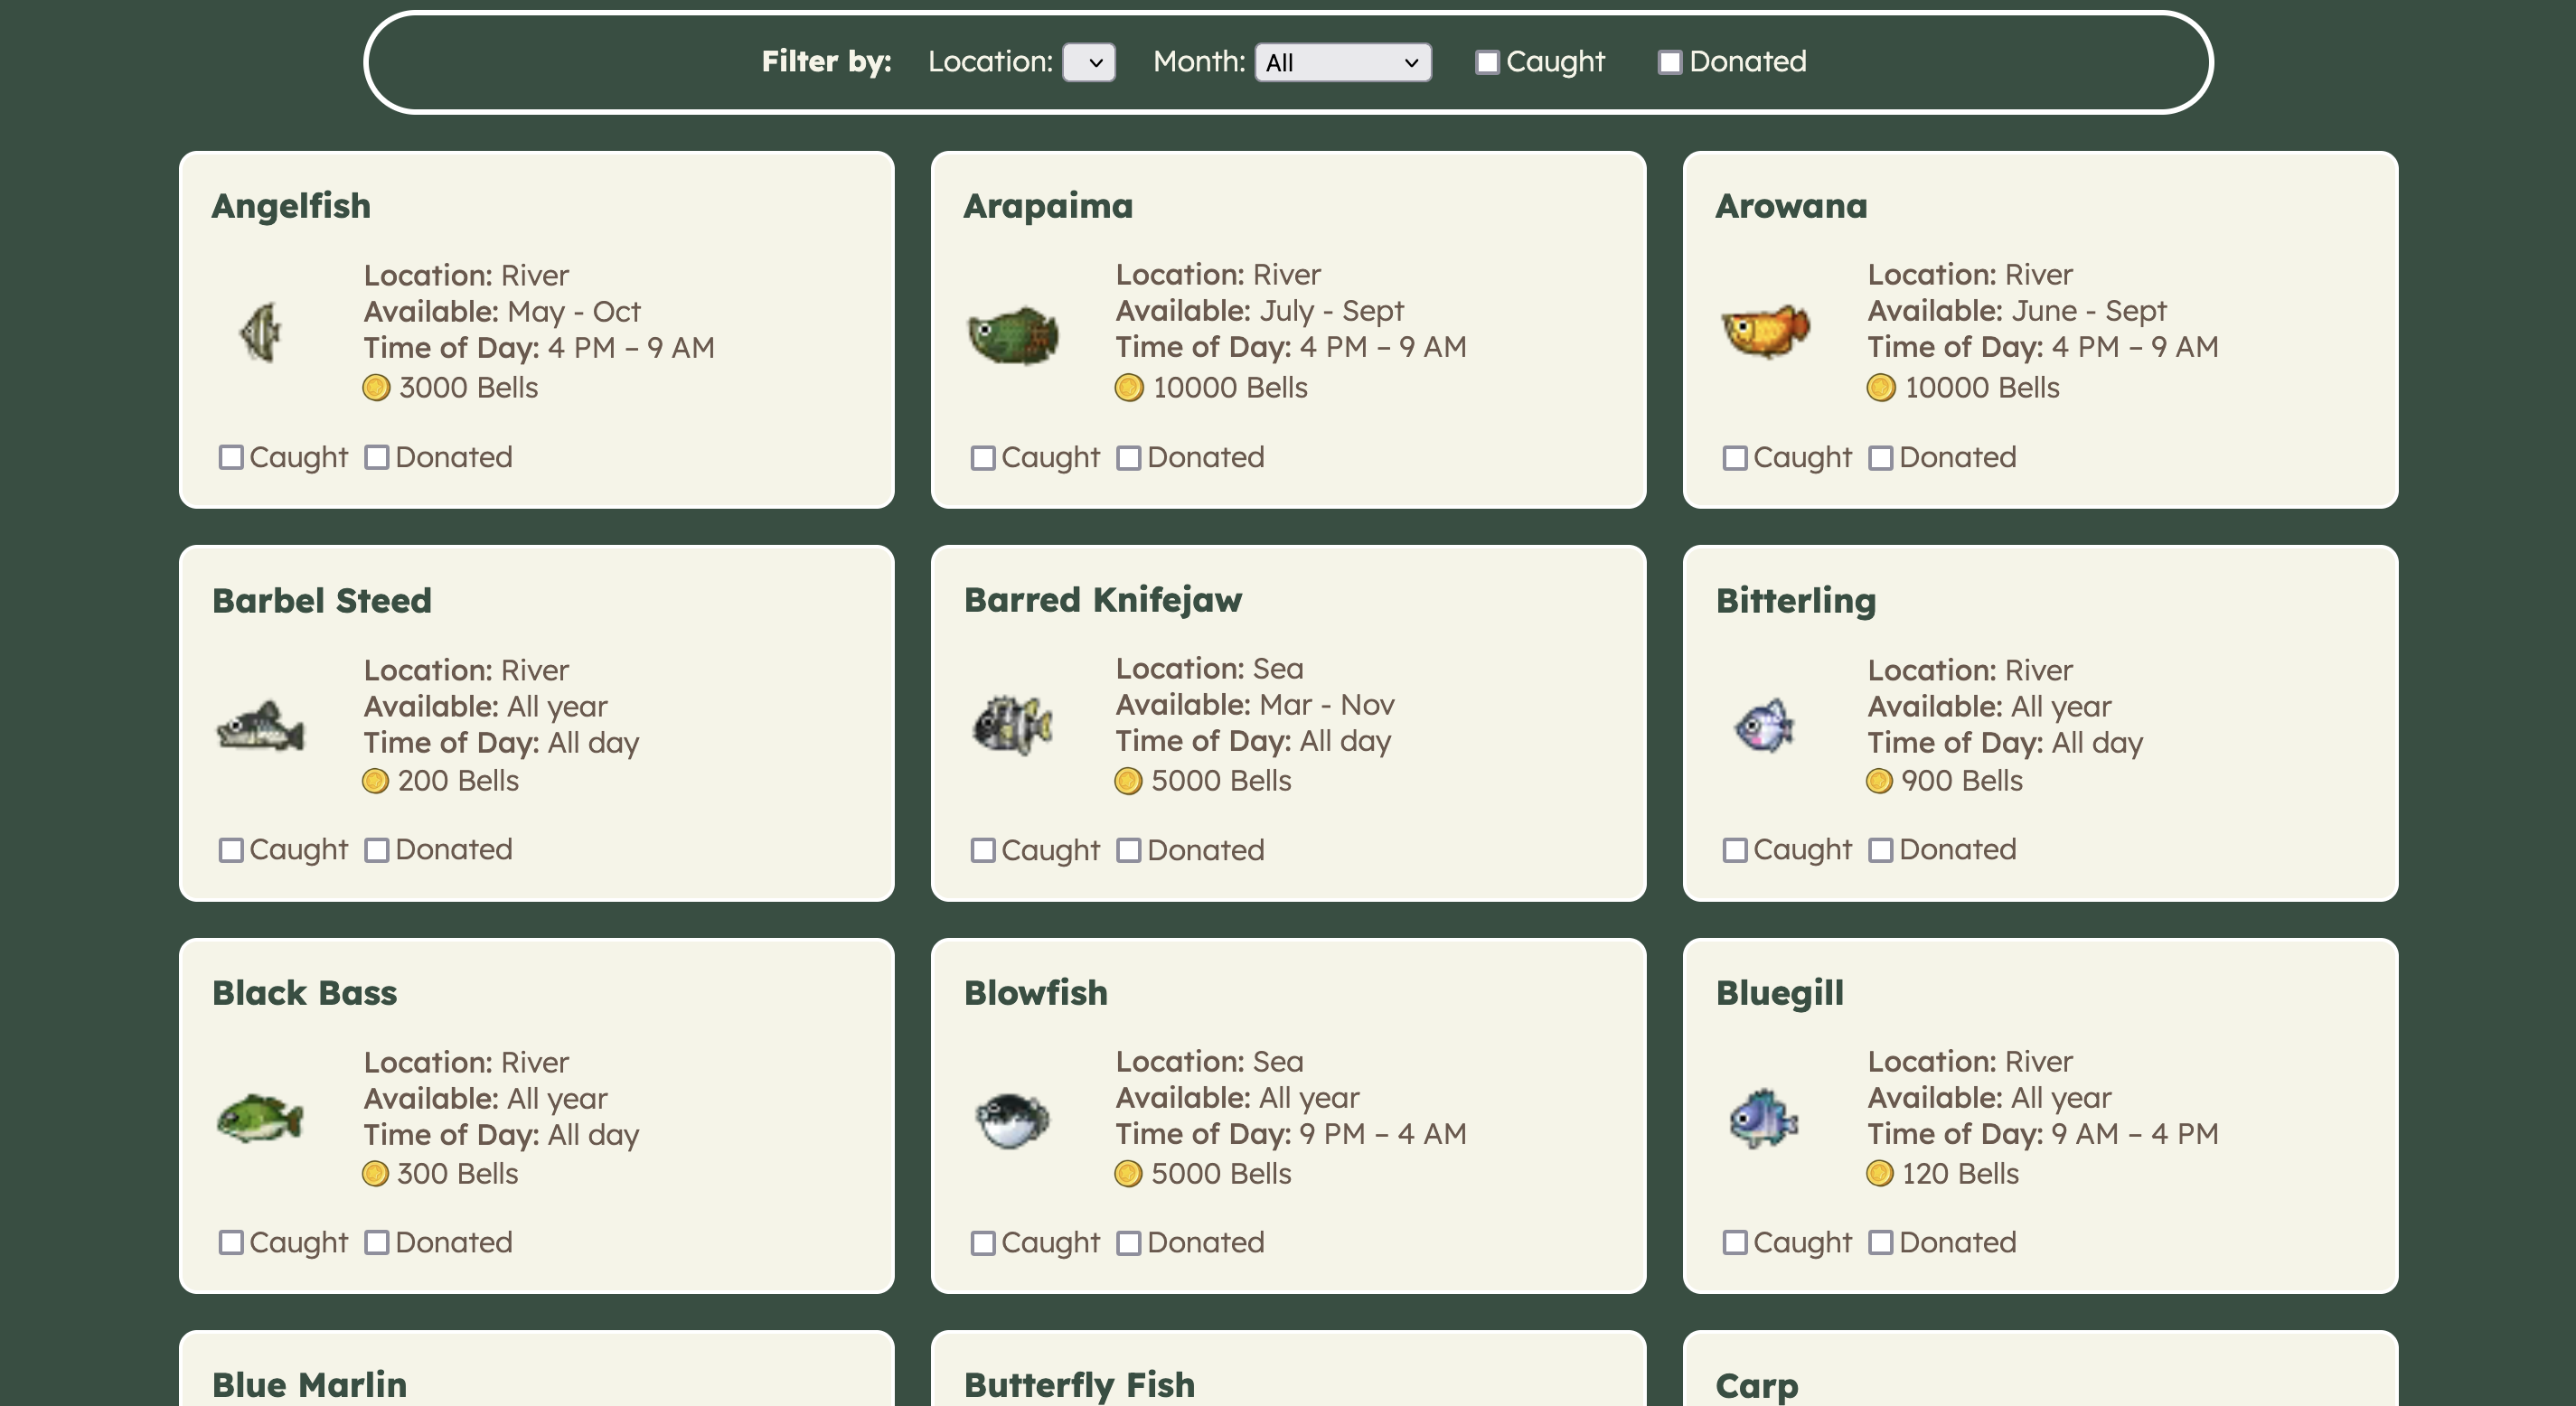 Filter by: Location: Month: All Caught Donated
Angelfish
Location: River
Available: May - Oct
Time of Day: 4 PM – 9 AM
3000 Bells
Caught Donated
Arapaima
Location: River
Available: July - Sept
Time of Day: 4 PM – 9 AM
10000 Bells
Caught Donated
Arowana
Location: River
Available: June - Sept
Time of Day: 4 PM – 9 AM
10000 Bells
Caught Donated
Barbel Steed
Location: River
Available: All year
Time of Day: All day
200 Bells
Caught Donated
Barred Knifejaw
Location: Sea
Available: Mar - Nov
Time of Day: All day
5000 Bells
Caught Donated
Bitterling
Location: River
Available: All year
Time of Day: All day
900 Bells
Caught Donated
Black Bass
Location: River
Available: All year
Time of Day: All day
300 Bells
Caught Donated
Blowfish
Location: Sea
Available: All year
Time of Day: 9 PM – 4 AM
5000 Bells
Caught Donated
Bluegill
Location: River
Available: All year
Time of Day: 9 AM – 4 PM
120 Bells
Caught Donated
Blue Marlin
Butterfly Fish
Carp